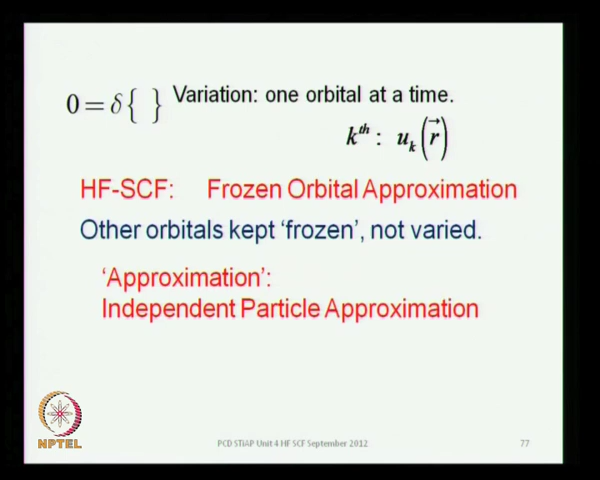 0 = δ{ } Variation: one orbital at a time.
kᵗʰ : uₖ(r⃗)
HF-SCF: Frozen Orbital Approximation
Other orbitals kept ‘frozen’, not varied.
‘Approximation’:
Independent Particle Approximation
NPTEL
PCD STiAP Unit 4 HF SCF September 2012
77